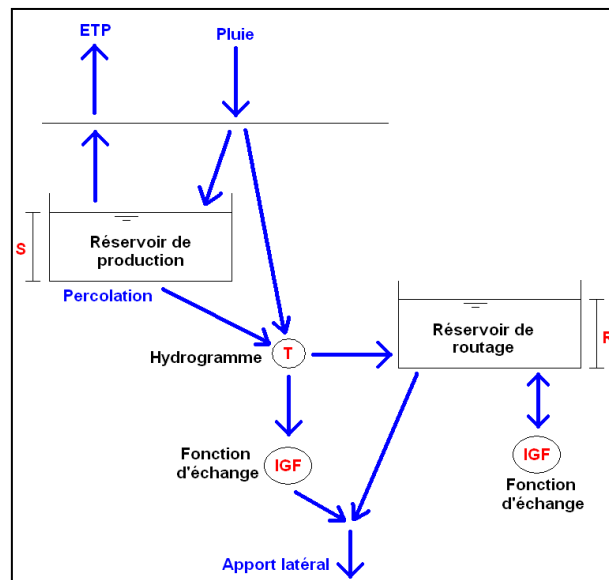 ETP
Pluie
S
Réservoir de
production
Percolation
Réservoir de
routage
R
Hydrogramme
T
Fonction
d'échange
IGF
IGF
Fonction
d'échange
Apport latéral